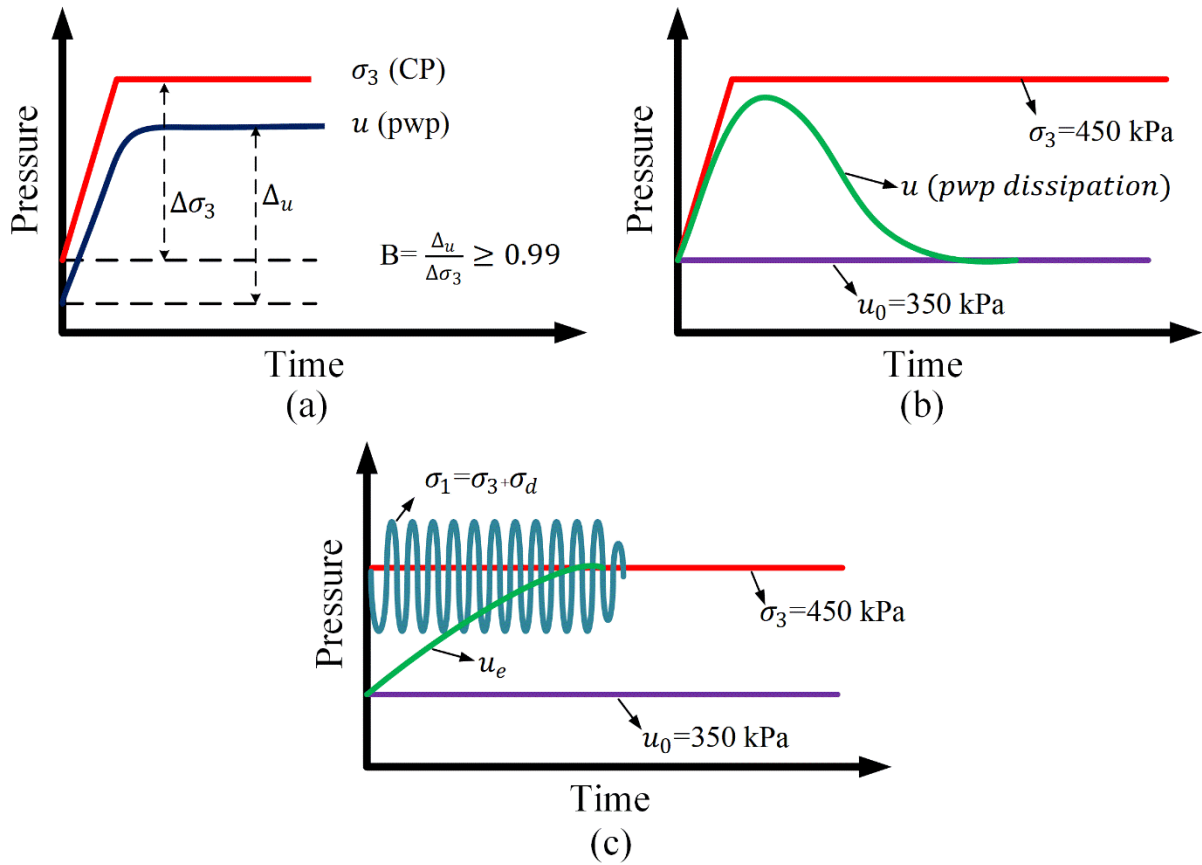 Pressure
σ₃ (CP)
u (pwp)
Δσ₃
Δᵤ
B= Δᵤ/Δσ₃ ≥ 0.99
Time
(a)
Pressure
σ₃=450 kPa
u (pwp dissipation)
u₀=350 kPa
Time
(b)
Pressure
σ₁=σ₃+σ_d
σ₃=450 kPa
uₑ
u₀=350 kPa
Time
(c)